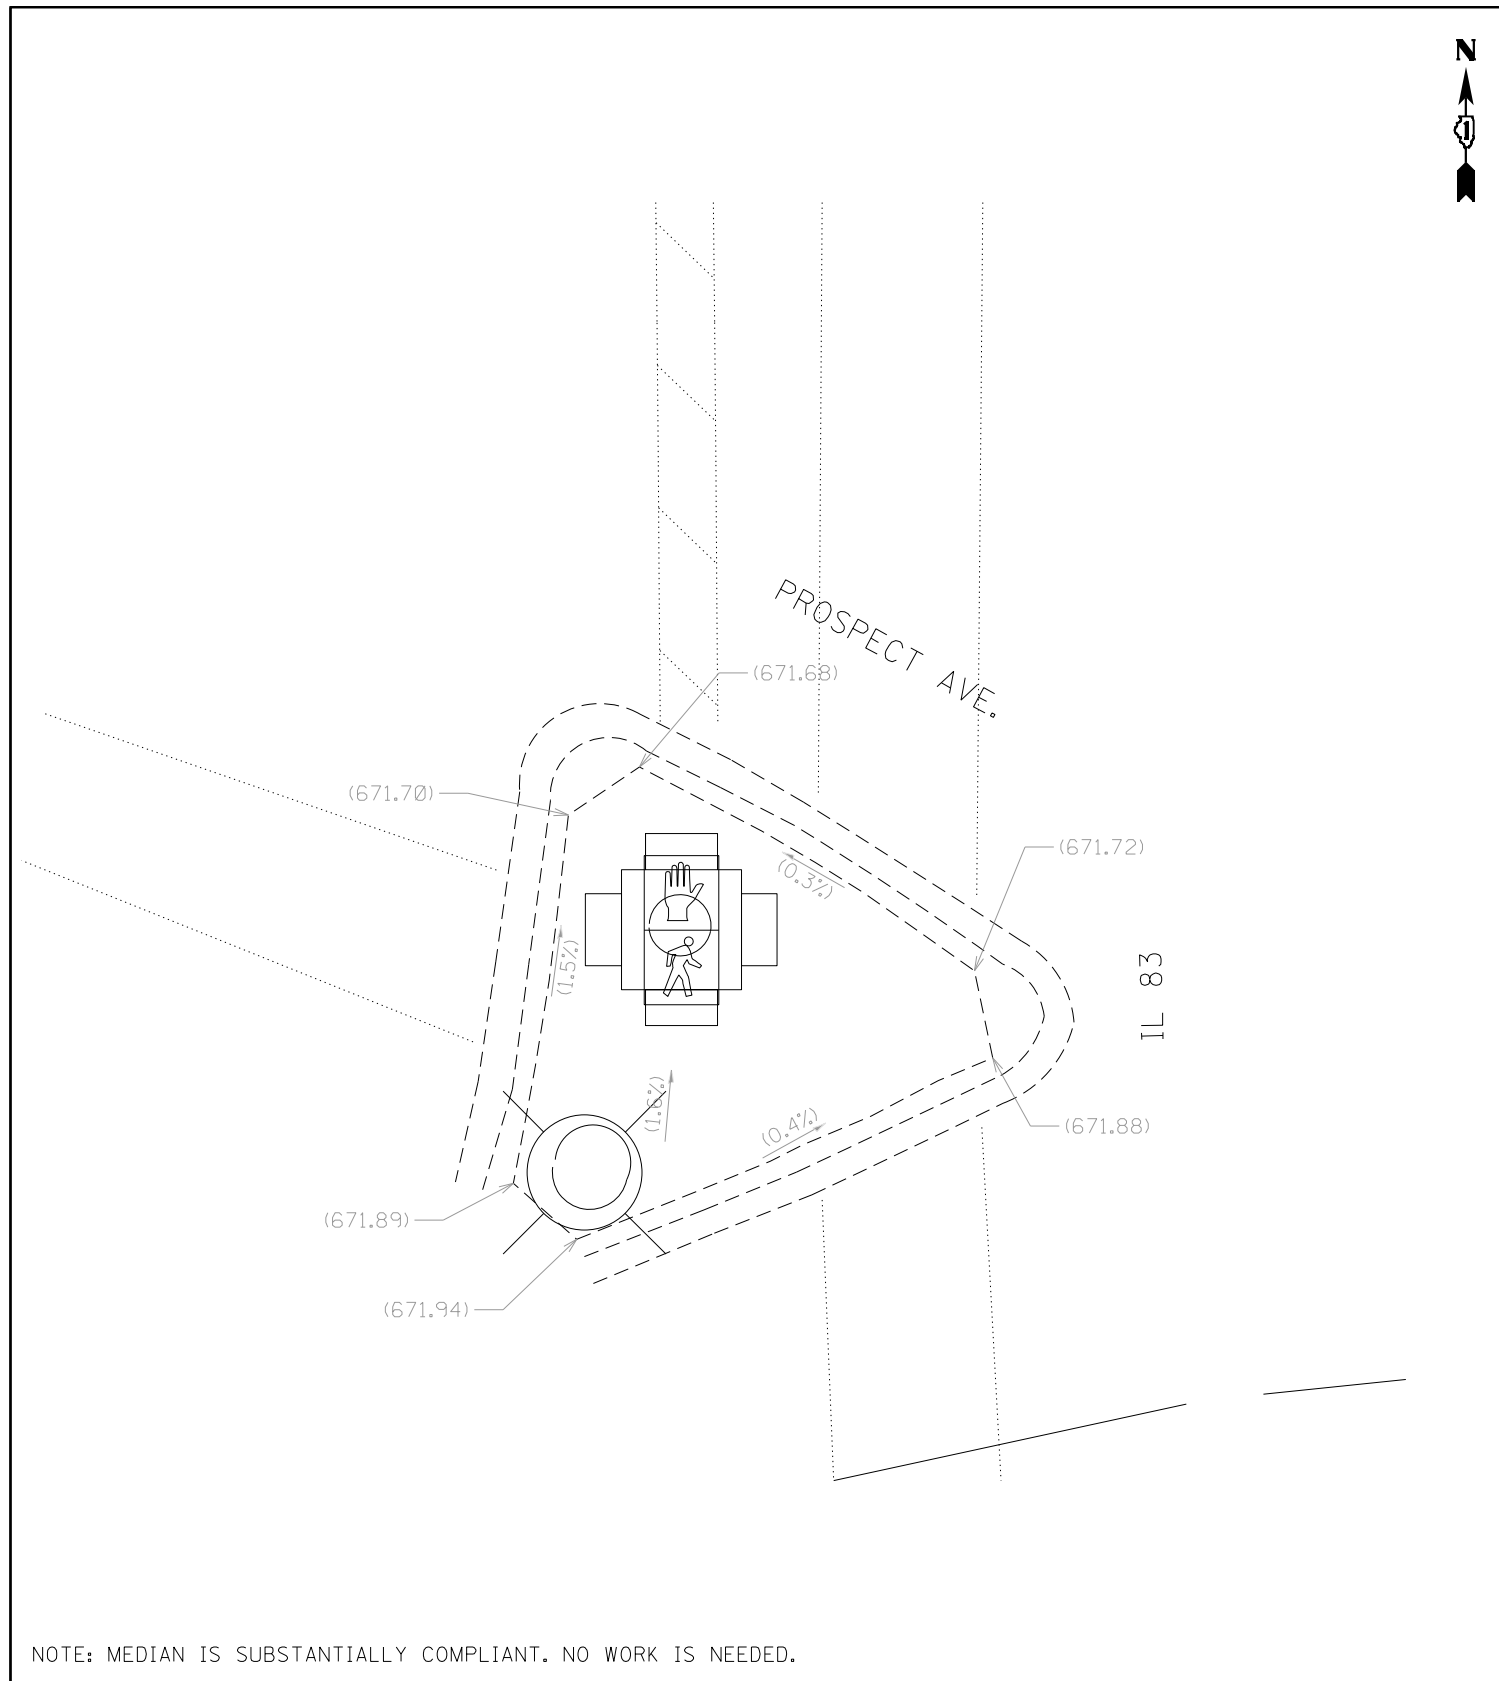 N
1
PROSPECT AVE.
(671.68)
(671.70)
(671.72)
(0.3%)
IL 83
(1.5%)
(1.6%)
(0.4%)
(671.88)
(671.89)
(671.94)
NOTE: MEDIAN IS SUBSTANTIALLY COMPLIANT. NO WORK IS NEEDED.